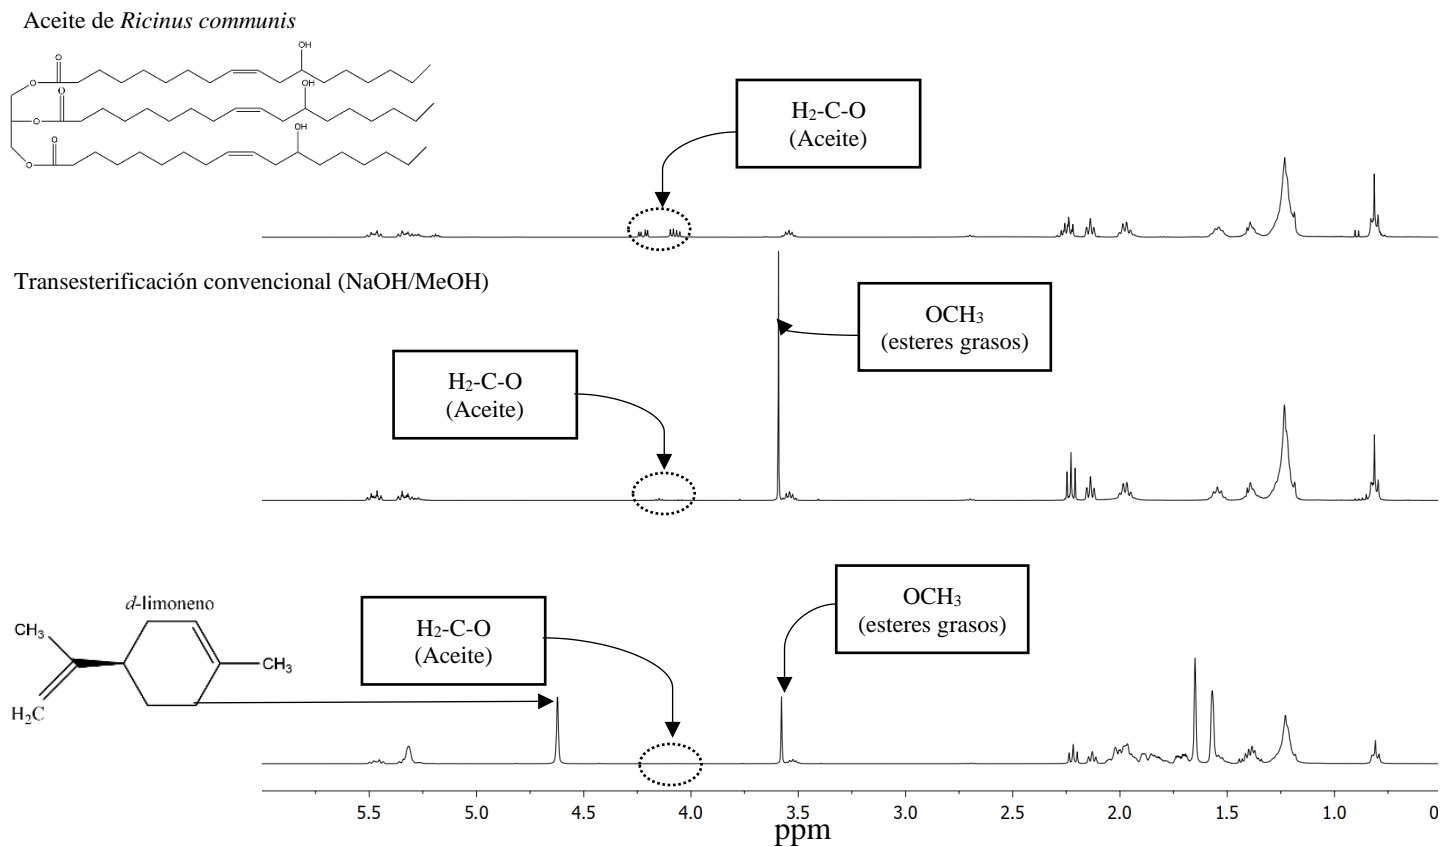 Aceite de Ricinus communis
OH
O
O
O
OH
O
O
OH
O
H₂-C-O
(Aceite)
Transesterificación convencional (NaOH/MeOH)
OCH₃
(esteres grasos)
H₂-C-O
(Aceite)
d-limoneno
CH₃
CH₃
H₂C
H₂-C-O
(Aceite)
OCH₃
(esteres grasos)
5.5 5.0 4.5 4.0 3.5 3.0 2.5 2.0 1.5 1.0 0
ppm